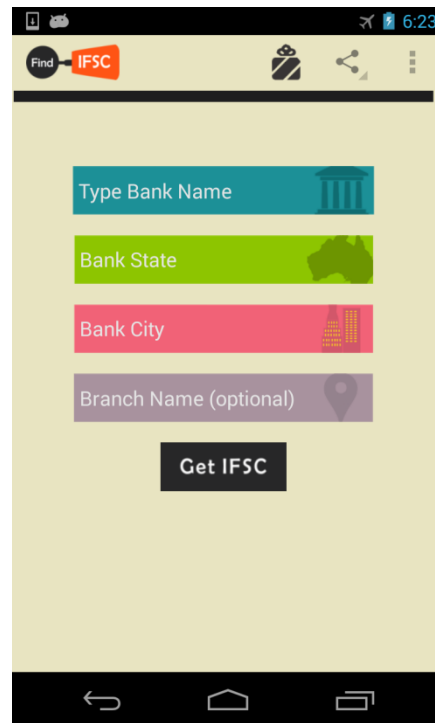 6:23
Find IFSC
Type Bank Name
Bank State
Bank City
Branch Name (optional)
Get IFSC